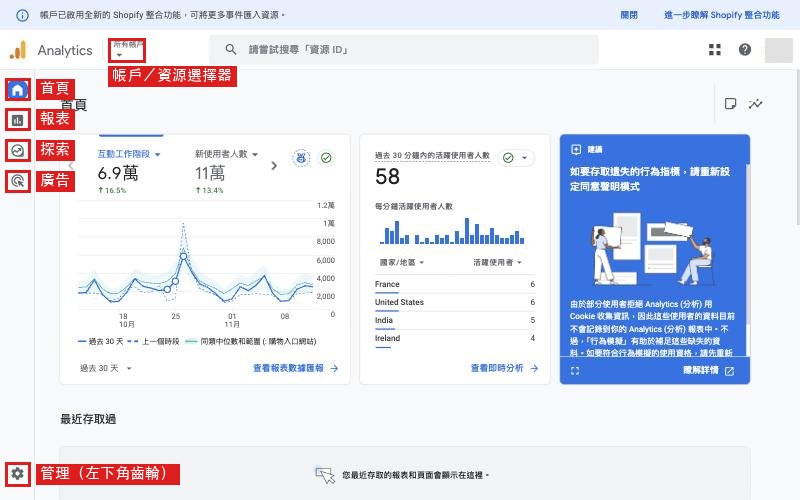 帳戶已啟用全新的 Shopify 整合功能，可將更多事件匯入資源。
關閉
進一步瞭解 Shopify 整合功能
Analytics
所有帳戶
請嘗試搜尋「資源 ID」
帳戶／資源選擇器
首頁
首頁
報表
探索
廣告
互動工作階段
6.9萬
↑ 16.5%
新使用者人數
11萬
↑ 13.4%
1.2萬
1萬
8,000
6,000
4,000
2,000
0
18
10月
25
01
11月
08
過去 30 天
上一個時段
同類中位數和範圍 (: 購物入口網站)
過去 30 天
查看報表數據匯報
過去 30 分鐘內的活躍使用者人數
58
每分鐘活躍使用者人數
國家/地區
活躍使用者
France 6
United States 6
India 5
Ireland 4
查看即時分析
建議
如要存取遺失的行為指標，請重新設
定同意聲明模式
由於部分使用者拒絕 Analytics (分析) 用
Cookie 收集資訊，因此這些使用者的資料目前
不會記錄到你的 Analytics (分析) 報表中。不
過，「行為模擬」有助於補足這些缺失的資
料。如要符合行為模擬的使用資格，請先重新
瞭解詳情
最近存取過
您最近存取的報表和頁面會顯示在這裡。
管理（左下角齒輪）